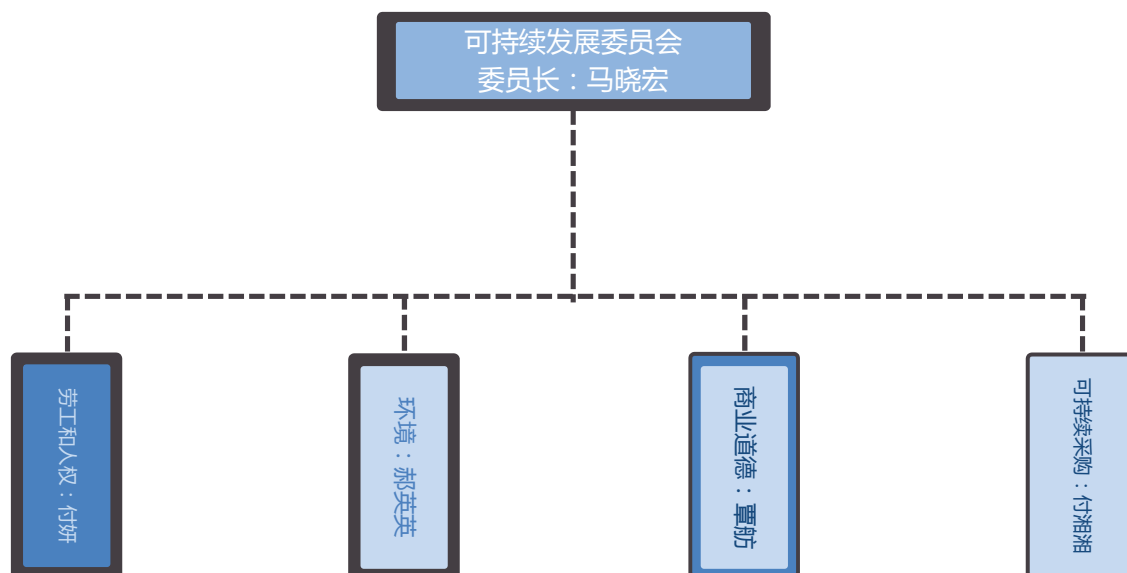 可持续发展委员会
委员长：马晓宏
劳工和人权：付妍
环境：郝英英
商业道德：覃舫
可持续采购：付湘湘